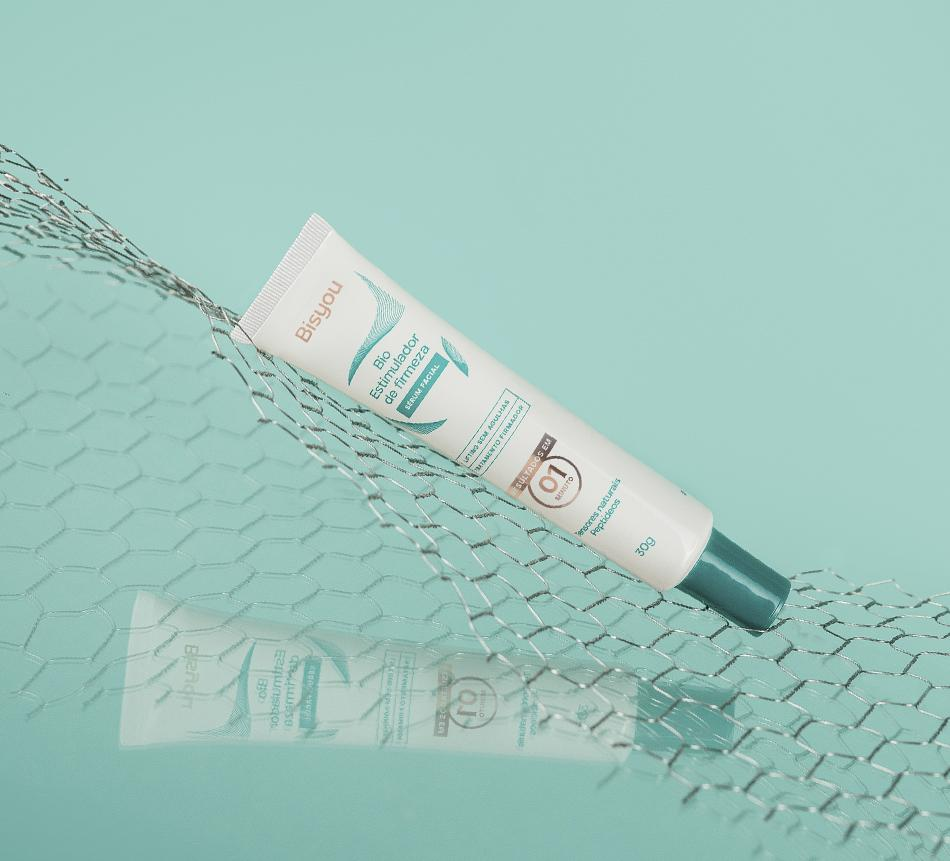 Bisyou
Bio
Estimulador
de firmeza
SÉRUM FACIAL
LIFTING SEM AGULHAS
TRATAMENTO FIRMADOR
RESULTADOS EM
01
MINUTO
Tensores naturais
Peptídeos
30g